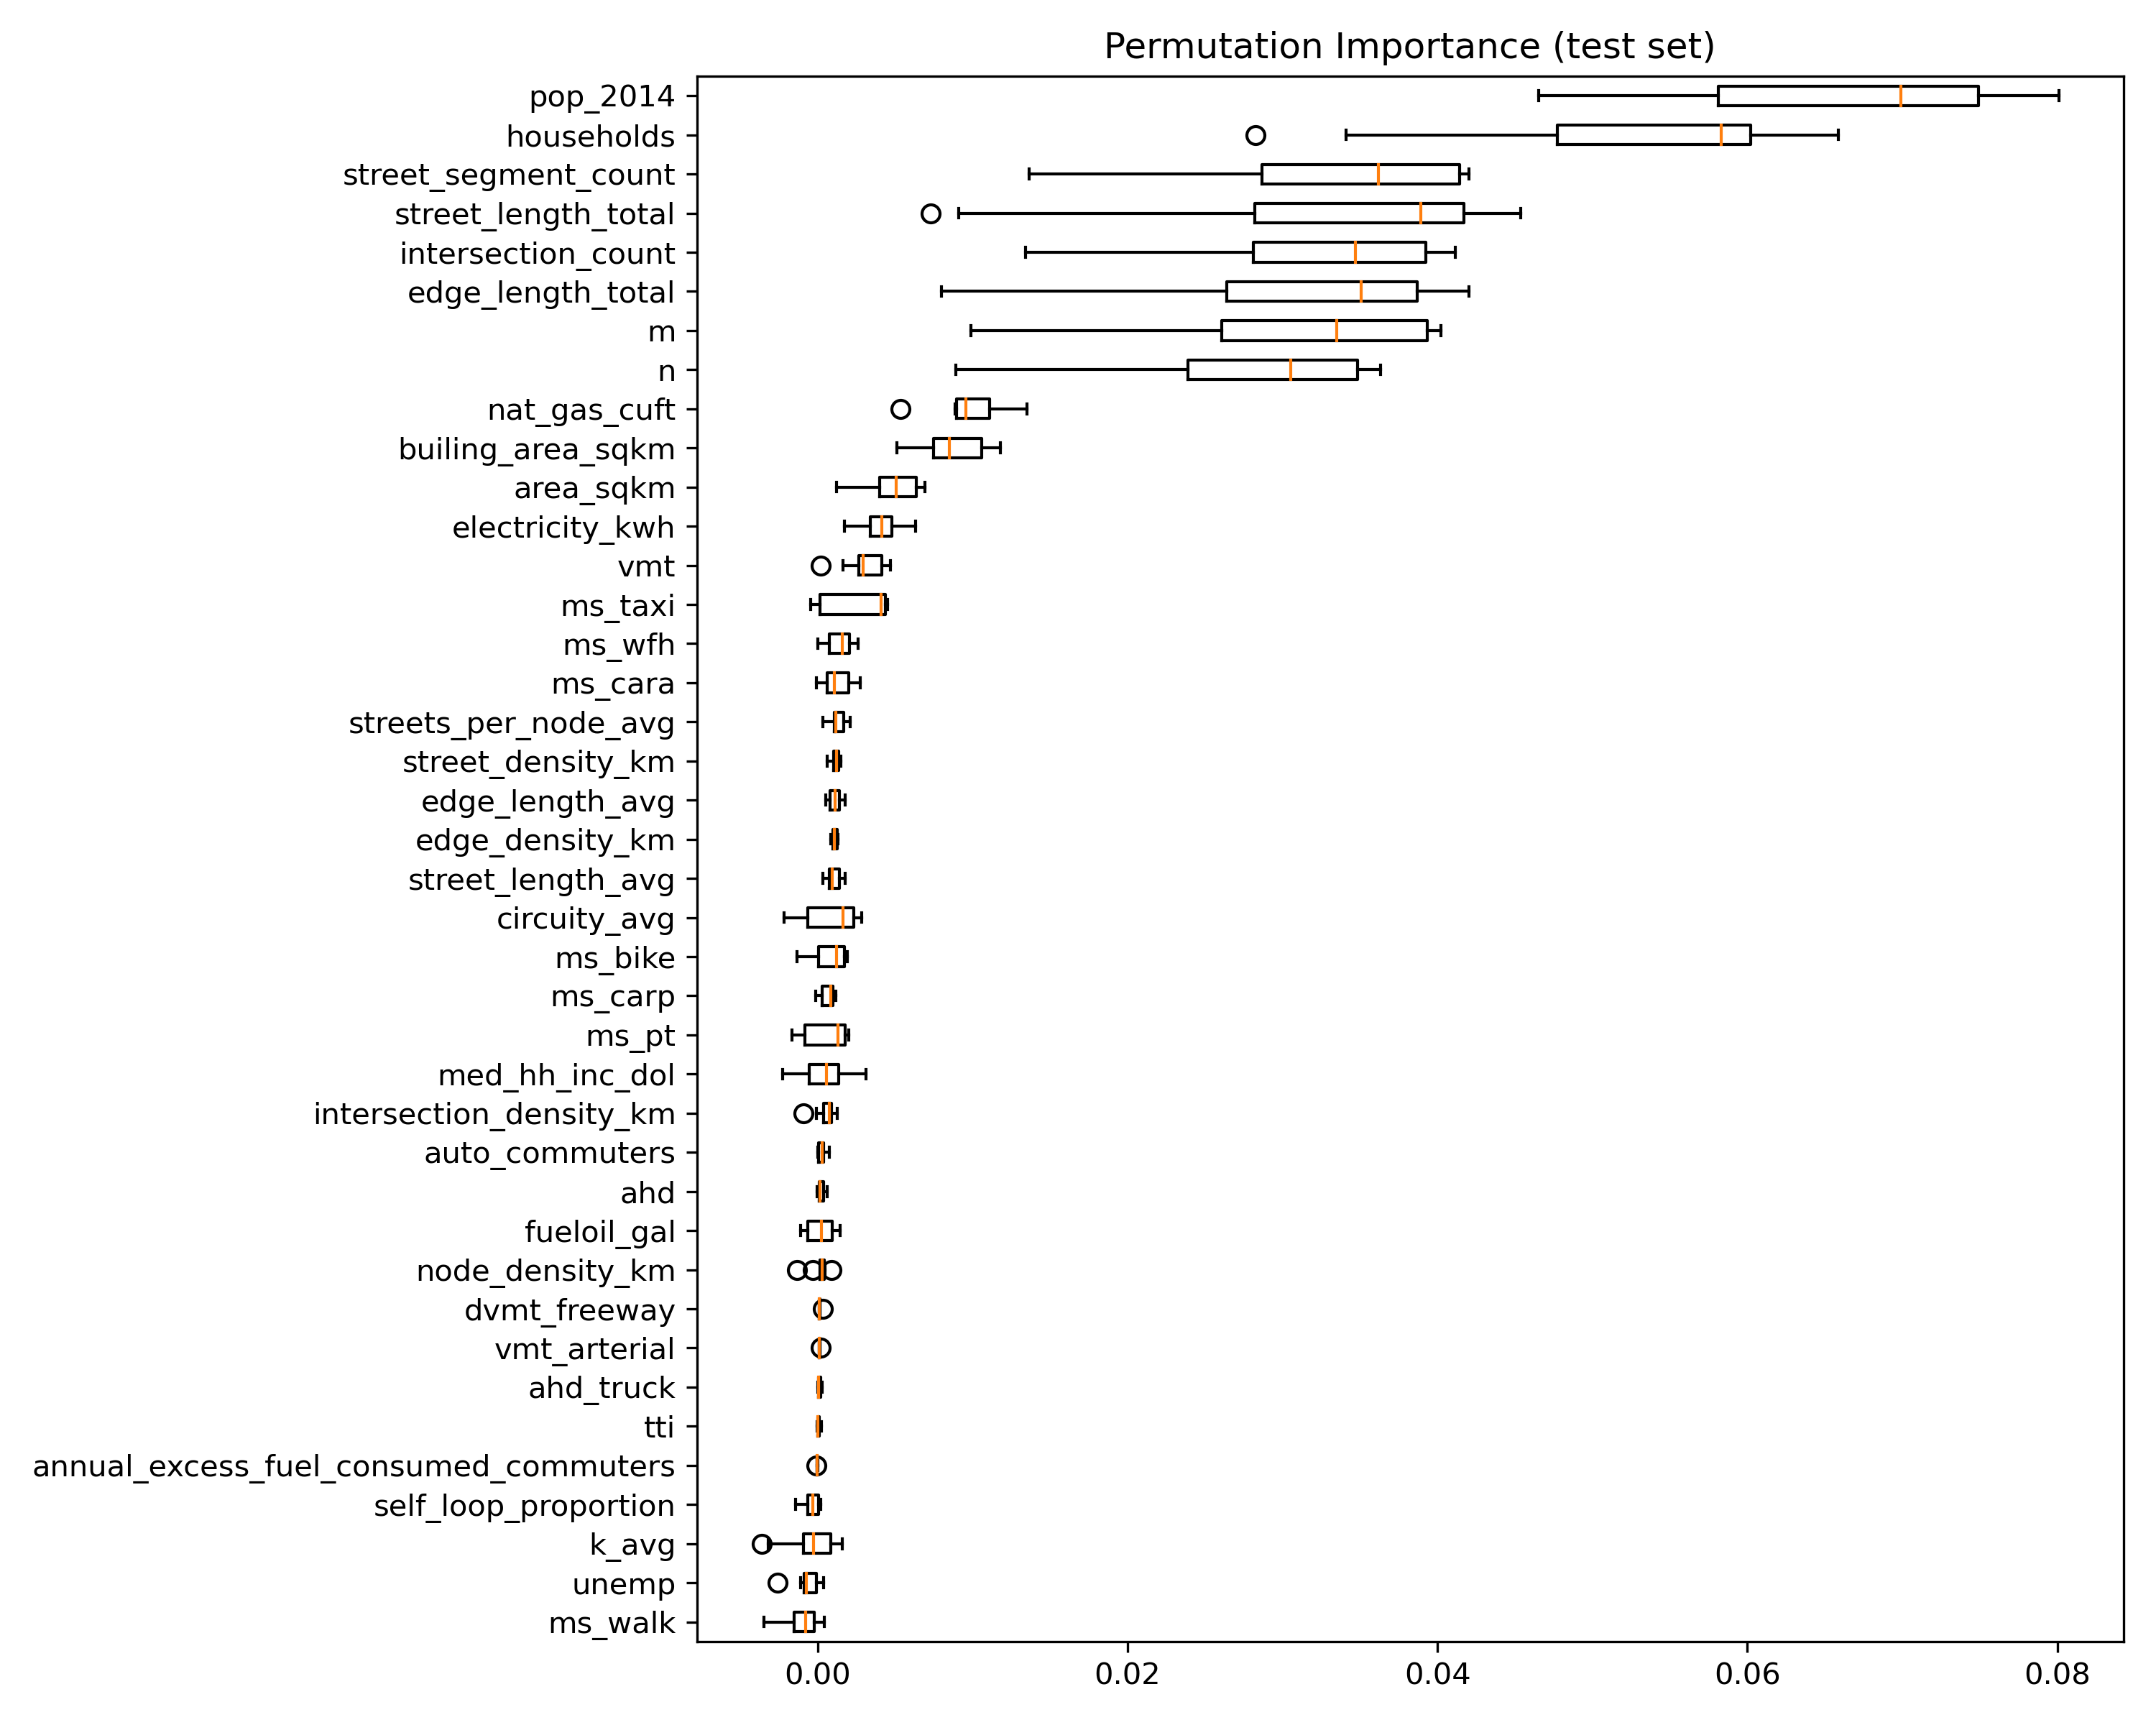 Permutation Importance (test set)
pop_2014
households
street_segment_count
street_length_total
intersection_count
edge_length_total
m
n
nat_gas_cuft
builing_area_sqkm
area_sqkm
electricity_kwh
vmt
ms_taxi
ms_wfh
ms_cara
streets_per_node_avg
street_density_km
edge_length_avg
edge_density_km
street_length_avg
circuity_avg
ms_bike
ms_carp
ms_pt
med_hh_inc_dol
intersection_density_km
auto_commuters
ahd
fueloil_gal
node_density_km
dvmt_freeway
vmt_arterial
ahd_truck
tti
annual_excess_fuel_consumed_commuters
self_loop_proportion
k_avg
unemp
ms_walk
0.00 0.02 0.04 0.06 0.08